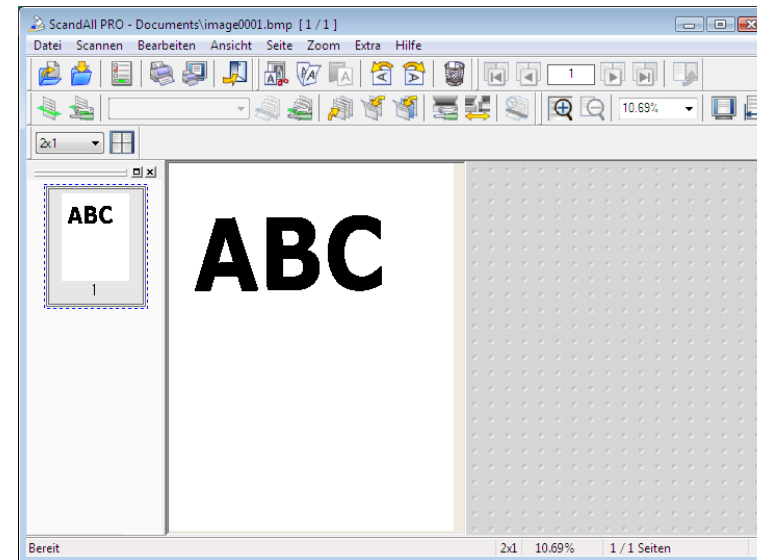 ScandAll PRO - Documents\image0001.bmp [ 1 / 1 ]
Datei Scannen Bearbeiten Ansicht Seite Zoom Extra Hilfe
1
10.69%
2x1
ABC
1
ABC
Bereit 2x1 10.69% 1 / 1 Seiten